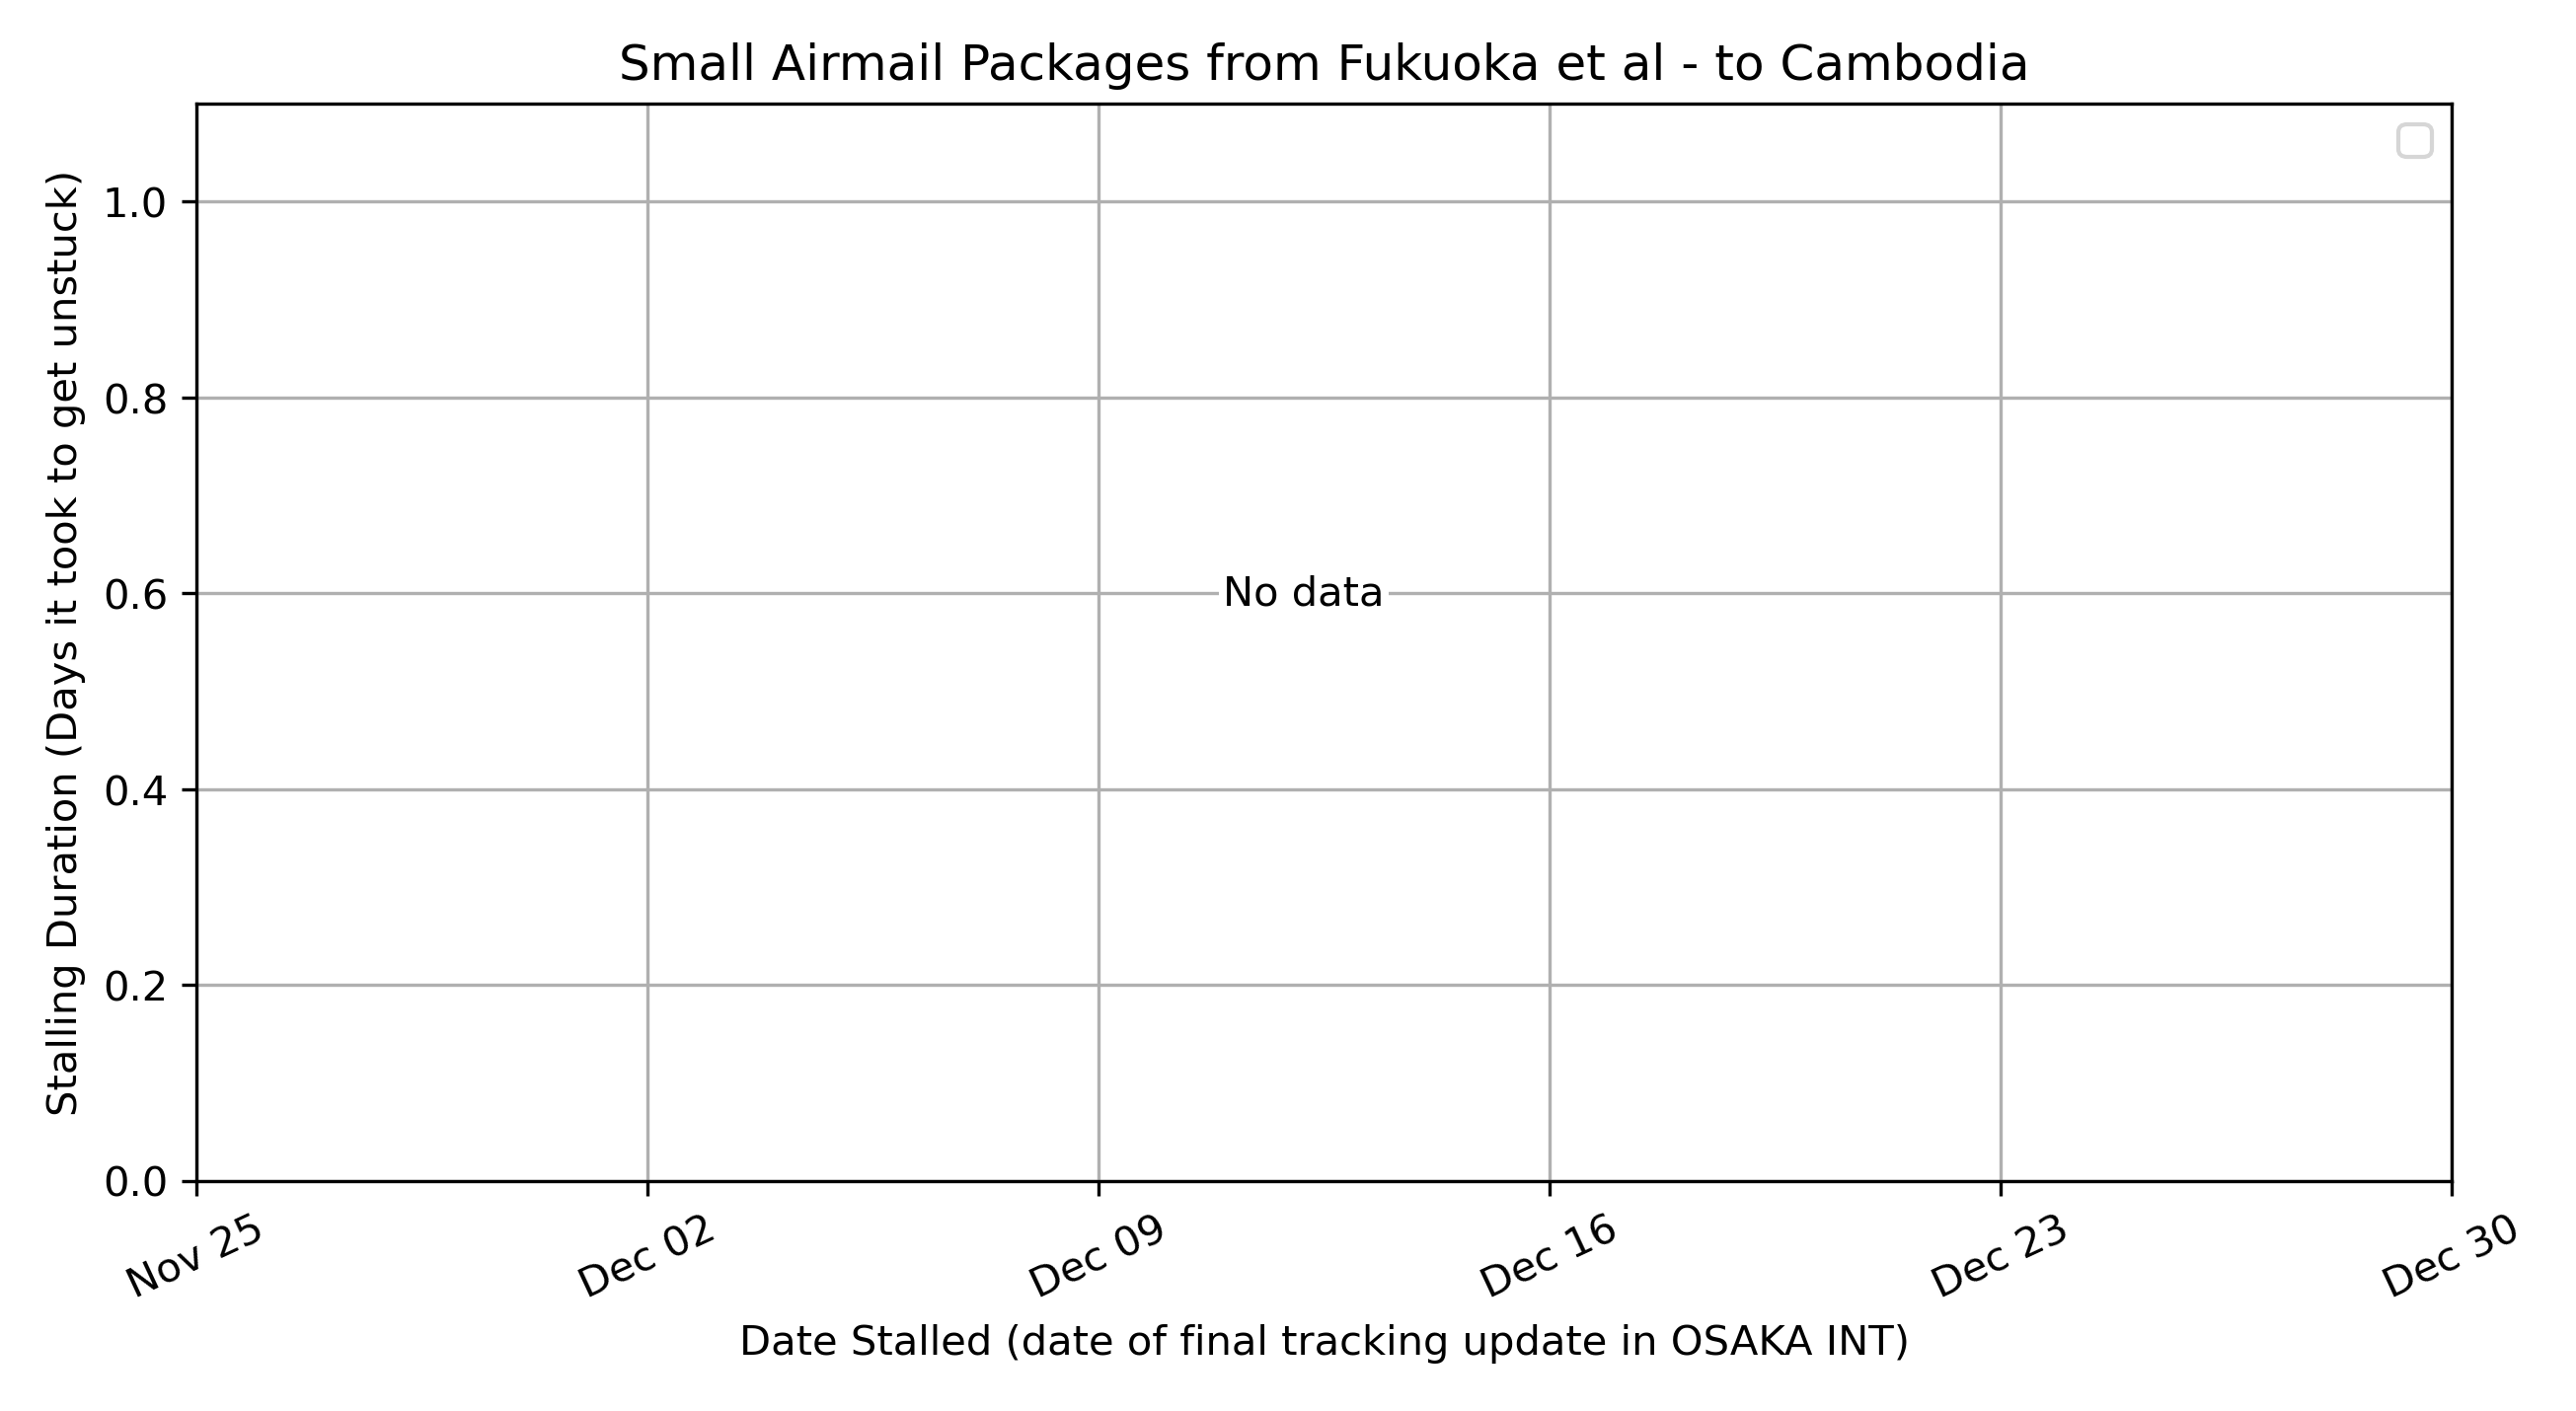 Small Airmail Packages from Fukuoka et al - to Cambodia
Stalling Duration (Days it took to get unstuck)
1.0
0.8
0.6
0.4
0.2
0.0
No data
Nov 25
Dec 02
Dec 09
Dec 16
Dec 23
Dec 30
Date Stalled (date of final tracking update in OSAKA INT)